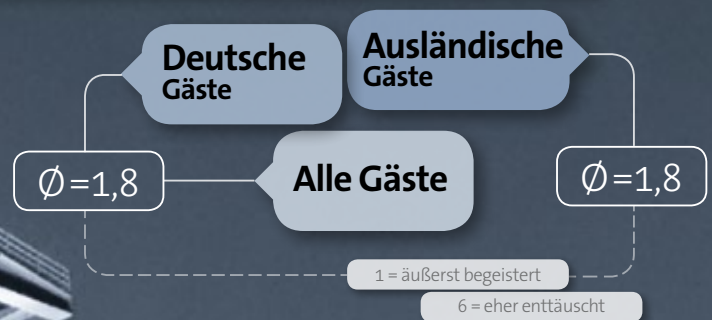 Deutsche
Gäste
Ausländische
Gäste
Ø=1,8
Alle Gäste
Ø=1,8
1 = äußerst begeistert
6 = eher enttäuscht